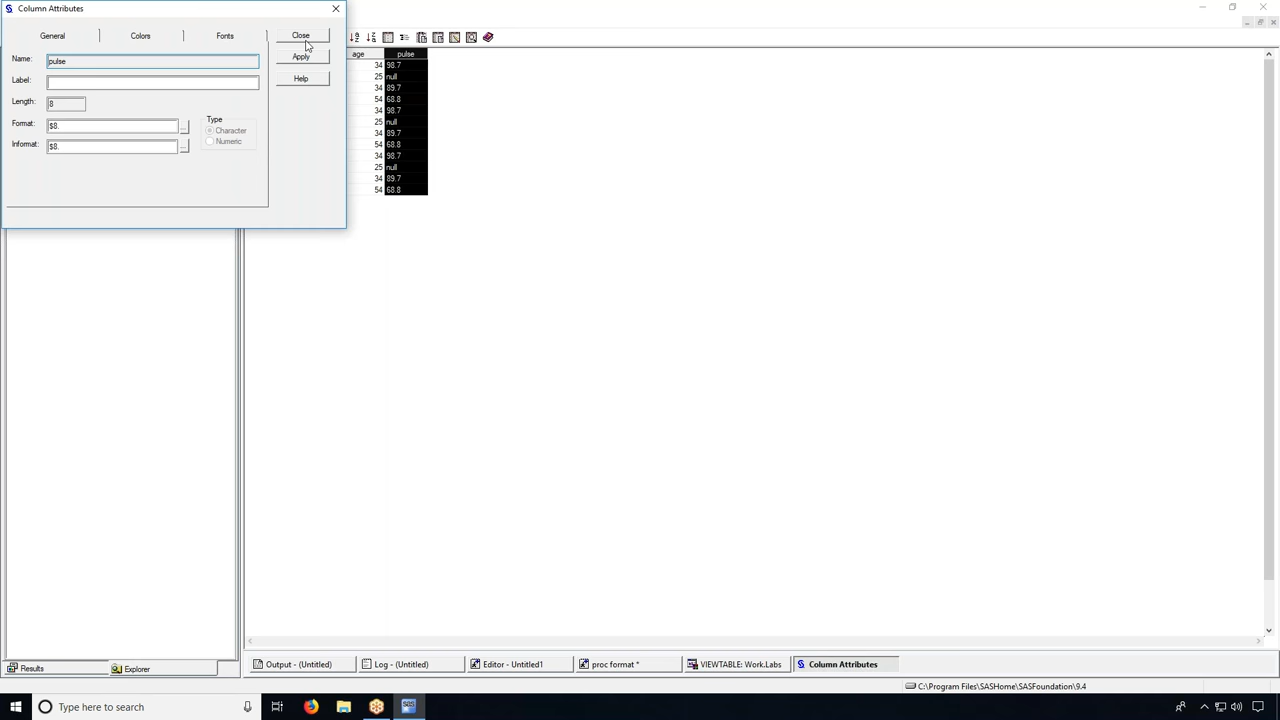 Column Attributes
General
Colors
Fonts
Close
Name:
pulse
Apply
Label:
Help
Length:
8
Format:
$8.
Type
Character
Numeric
Informat:
$8.
age
pulse
34 98.7
25 null
34 89.7
54 68.8
34 98.7
25 null
34 89.7
54 68.8
34 98.7
25 null
34 89.7
54 68.8
Results
Explorer
Output - (Untitled)
Log - (Untitled)
Editor - Untitled1
proc format *
VIEWTABLE: Work.Labs
Column Attributes
C:\Program Files\SASHome\SASFoundation\9.4
Type here to search
sas